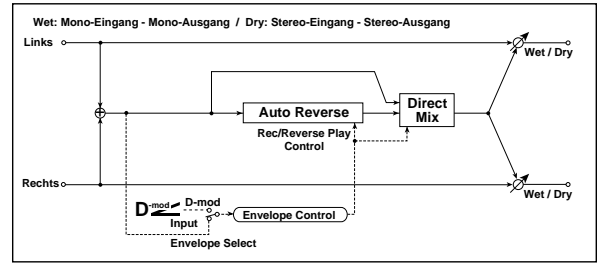 Wet: Mono-Eingang - Mono-Ausgang / Dry: Stereo-Eingang - Stereo-Ausgang
Links
Wet / Dry
Auto Reverse
Direct
Mix
Rec/Reverse Play
Control
Rechts
Wet / Dry
D-mod
D-mod
Input
Envelope Control
Envelope Select